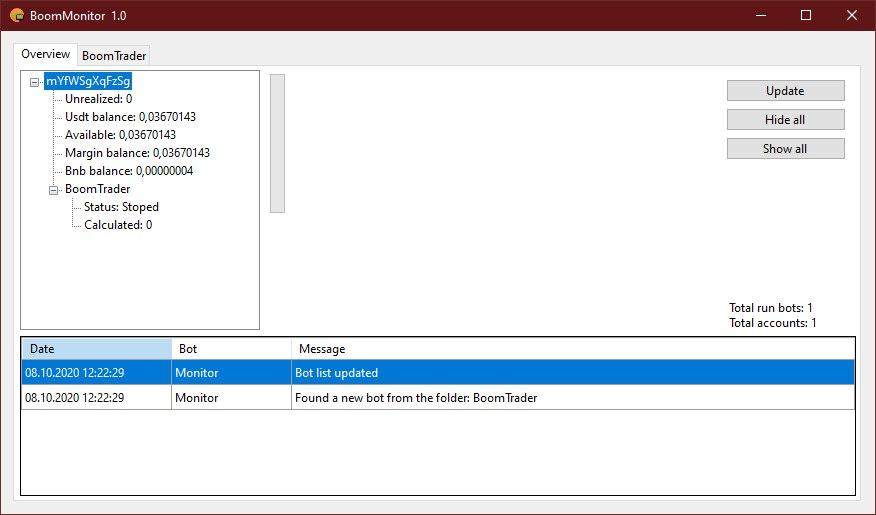 BoomMonitor 1.0
Overview
BoomTrader
mYfWSgXqFzSg
Unrealized: 0
Usdt balance: 0,03670143
Available: 0,03670143
Margin balance: 0,03670143
Bnb balance: 0,00000004
BoomTrader
Status: Stoped
Calculated: 0
Update
Hide all
Show all
Total run bots: 1
Total accounts: 1
Date Bot Message
08.10.2020 12:22:29 Monitor Bot list updated
08.10.2020 12:22:29 Monitor Found a new bot from the folder: BoomTrader